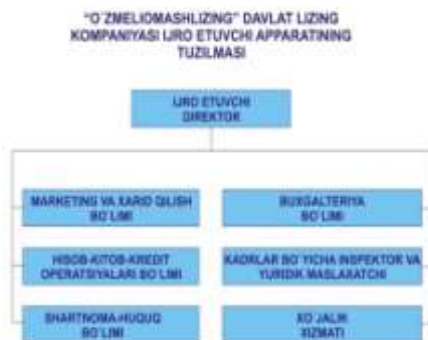 "O`ZMELIOMASHLIZING" DAVLAT LIZING
KOMPANIYASI IJRO ETUVCHI APPARATINING
TUZILMASI
IJRO ETUVCHI
DIREKTOR
MARKETING VA XARID QILISH
BO`LIMI
BUXGALTERIYA
BO`LIMI
HISOB-KITOB-KREDIT
OPERATSIYALARI BO`LIMI
KADRLAR BO`YICHA INSPEKTOR VA
YURIDIK MASLAXATCHI
SHARTNOMA-HUQUQ
BO`LIMI
XO`JALIK
XIZMATI